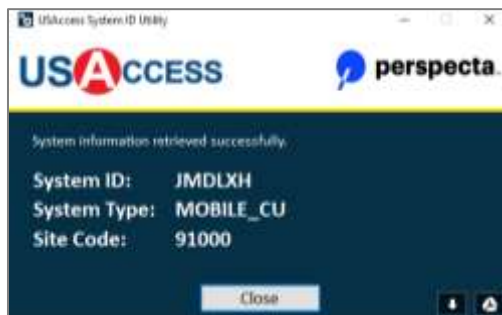 USAccess System ID Utility
USACCESS
perspecta.
System information retrieved successfully.
System ID: JMDLXH
System Type: MOBILE_CU
Site Code: 91000
Close